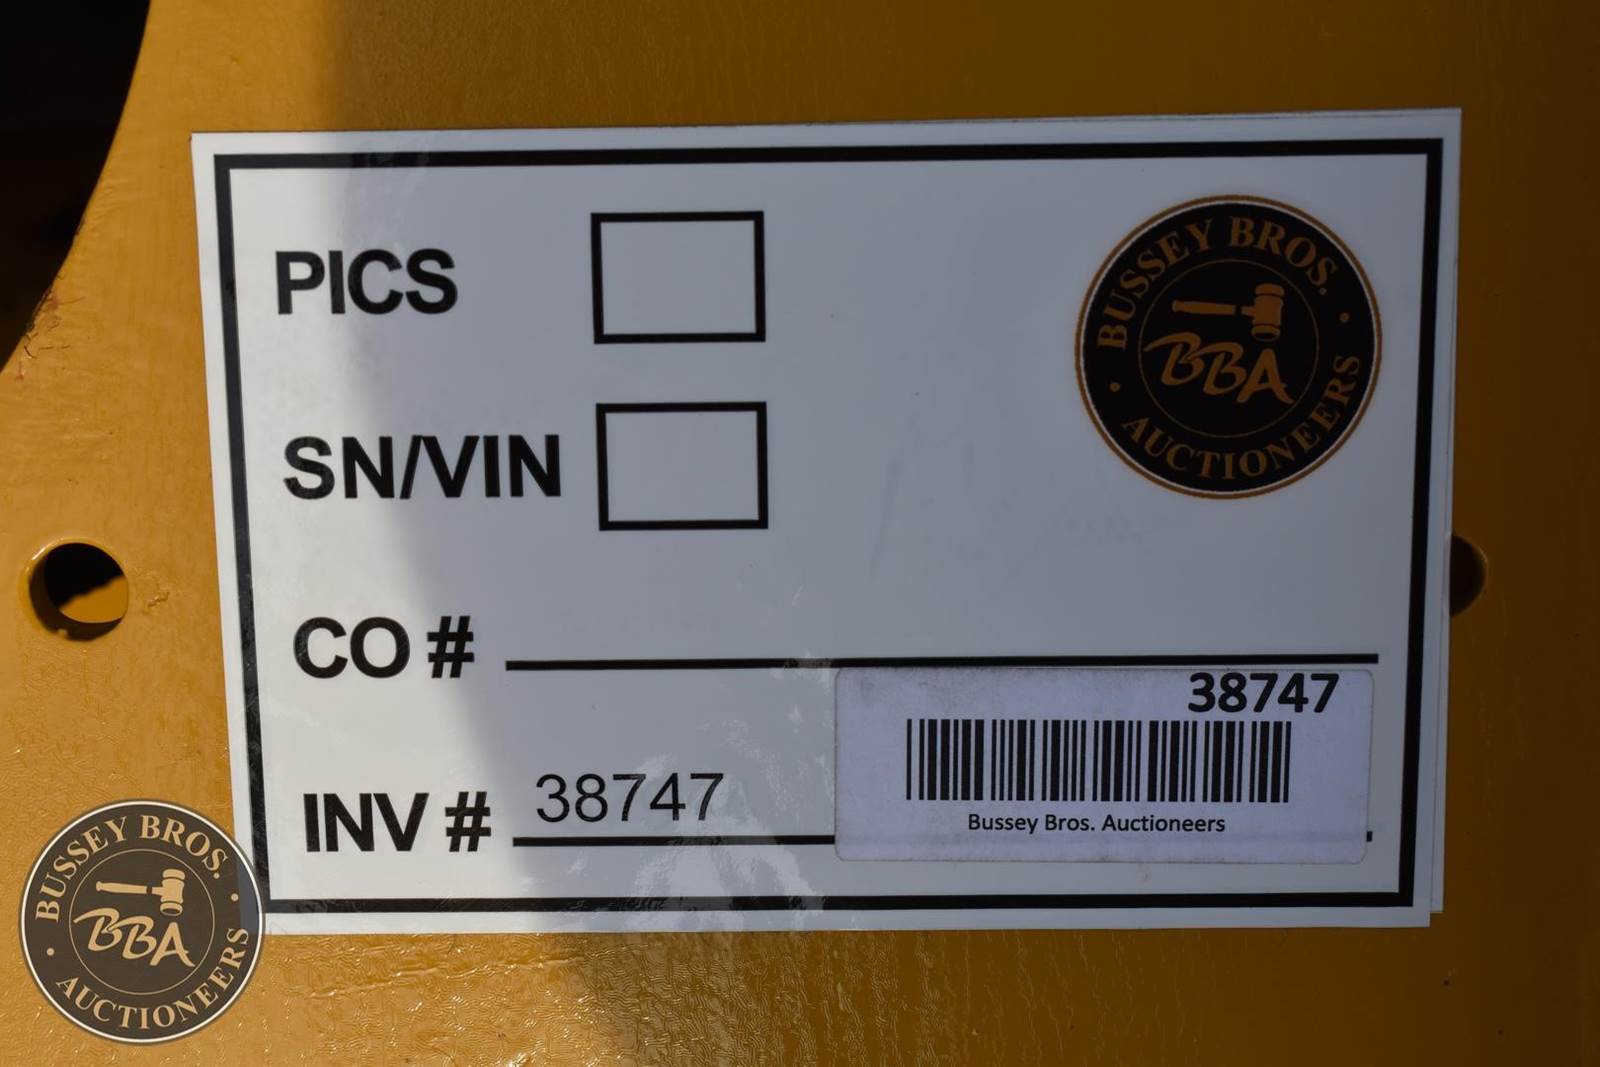 PICS
BUSSEY BROS.
BBA
AUCTIONEERS
SN/VIN
CO #
38747
INV # 38747
Bussey Bros. Auctioneers
BUSSEY BROS.
BBA
AUCTIONEERS